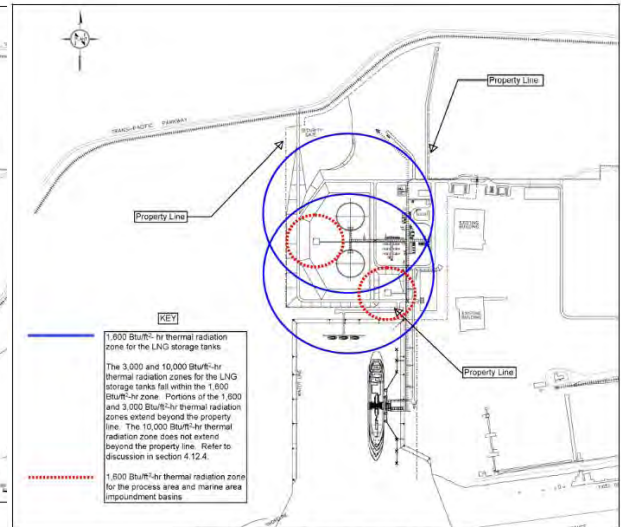 Property Line
TRANS-PACIFIC PARKWAY
SECURITY
GATE
Property Line
EXISTING
BUILDING
EXISTING
BUILDING
KEY
1,600 Btu/ft²- hr thermal radiation
zone for the LNG storage tanks
The 3,000 and 10,000 Btu/ft²-hr
thermal radiation zones for the LNG
storage tanks fall within the 1,600
Btu/ft²-hr zone. Portions of the 1,600
and 3,000 Btu/ft²-hr thermal radiation
zones extend beyond the property
line. The 10,000 Btu/ft²-hr thermal
radiation zone does not extend
beyond the property line. Refer to
discussion in section 4.12.4.
1,600 Btu/ft²-hr thermal radiation zone
for the process area and marine area
impoundment basins
Property Line
WATER LINE
SHORELINE